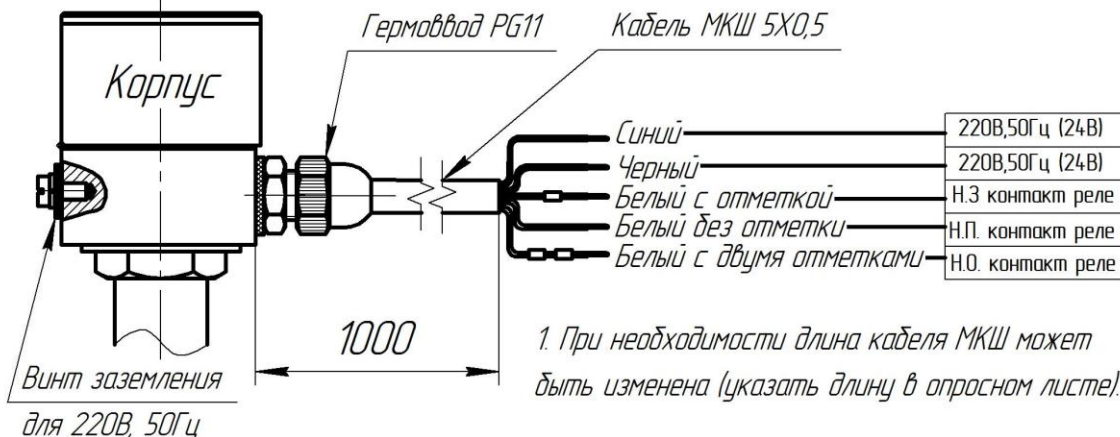 Гермоввод PG11
Кабель МКШ 5Х0,5
Корпус
Синий
220В,50Гц (24В)
Черный
220В,50Гц (24В)
Белый с отметкой
Н.З контакт реле
Белый без отметки
Н.П. контакт реле
Белый с двумя отметками
Н.О. контакт реле
1000
Винт заземления
для 220В, 50Гц
1. При необходимости длина кабеля МКШ может
быть изменена (указать длину в опросном листе).